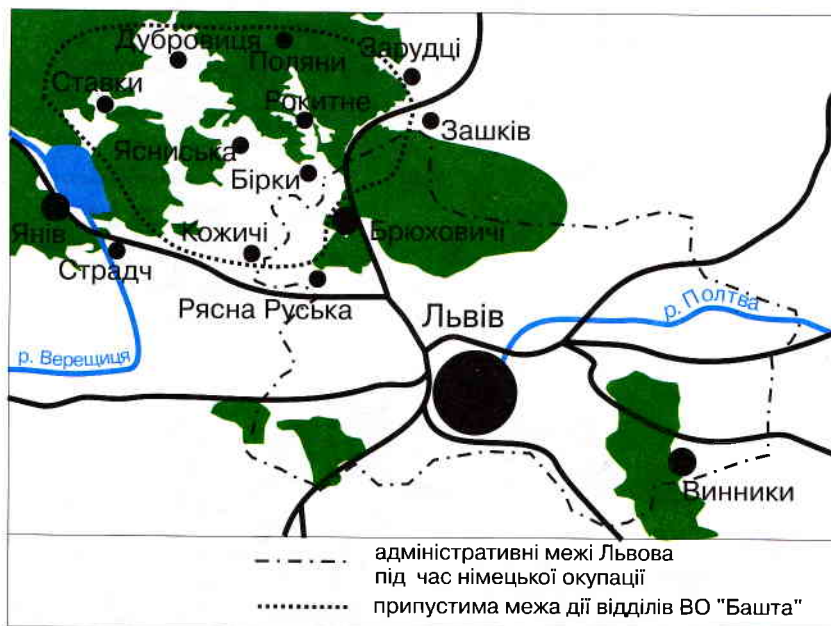 Дубровиця
Поляни
Зарудці
Ставки
Рокитне
Зашків
Ясниська
Бірки
Янів
Кожичі
Брюховичі
Страдч
Рясна Руська
Львів
р. Полтва
р. Верещиця
Винники
адміністративні межі Львова
під час німецької окупації
припустима межа дії відділів ВО "Башта"